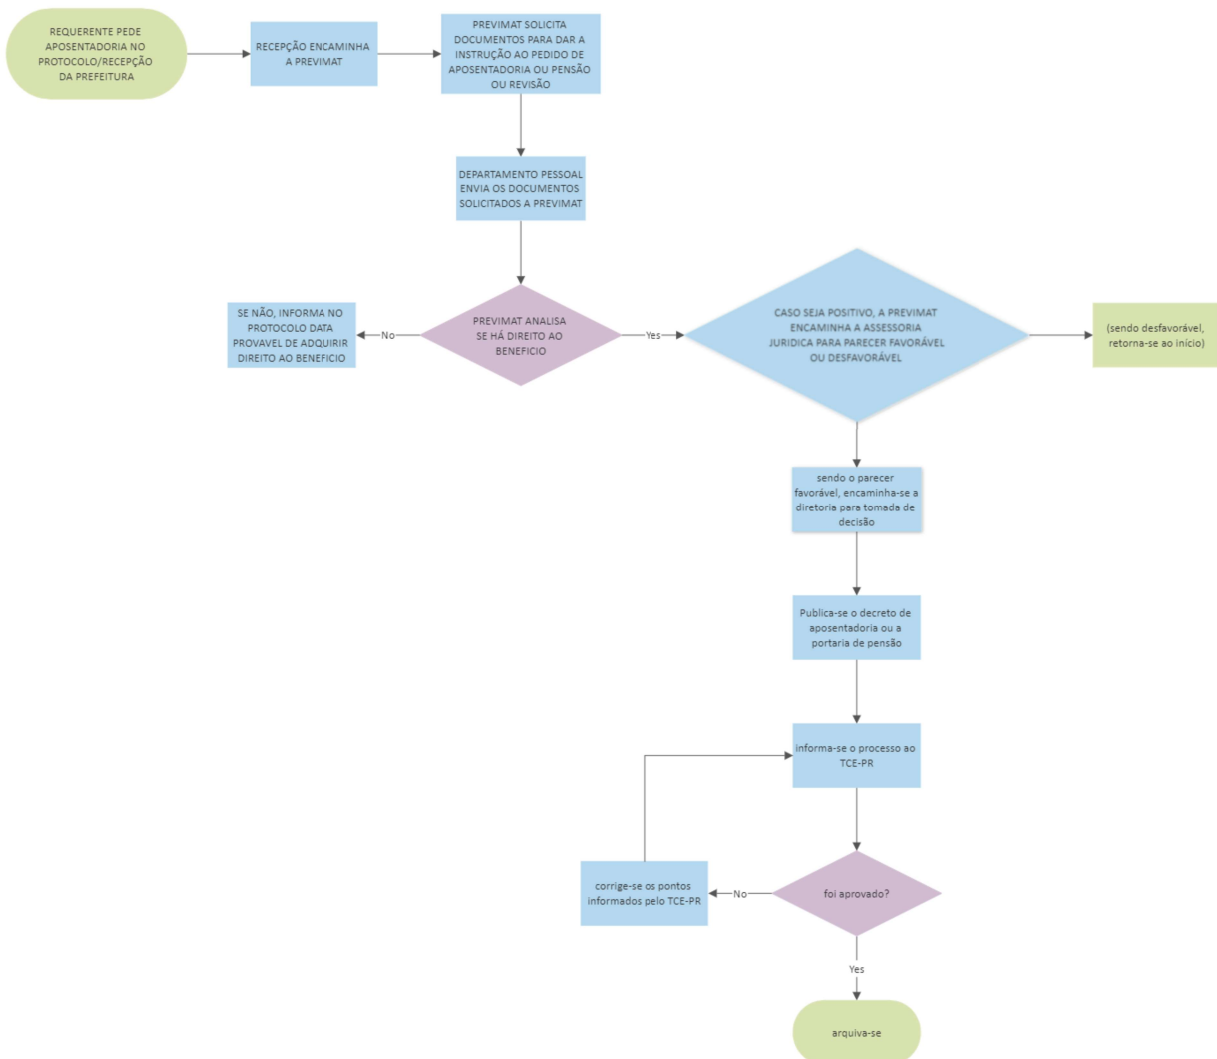 REQUERENTE PEDE
APOSENTADORIA NO
PROTOCOLO/RECEPÇÃO
DA PREFEITURA
RECEPÇÃO ENCAMINHA
A PREVIMAT
PREVIMAT SOLICITA
DOCUMENTOS PARA DAR A
INSTRUÇÃO AO PEDIDO DE
APOSENTADORIA OU PENSÃO
OU REVISÃO
DEPARTAMENTO PESSOAL
ENVIA OS DOCUMENTOS
SOLICITADOS A PREVIMAT
PREVIMAT ANALISA
SE HÁ DIREITO AO
BENEFICIO
No
SE NÃO, INFORMA NO
PROTOCOLO DATA
PROVAVEL DE ADQUIRIR
DIREITO AO BENEFICIO
Yes
CASO SEJA POSITIVO, A PREVIMAT
ENCAMINHA A ASSESSORIA
JURIDICA PARA PARECER FAVORÁVEL
OU DESFAVORÁVEL
(sendo desfavorável,
retorna-se ao início)
sendo o parecer
favorável, encaminha-se a
diretoria para tomada de
decisão
Publica-se o decreto de
aposentadoria ou a
portaria de pensão
informa-se o processo ao
TCE-PR
foi aprovado?
No
corrige-se os pontos
informados pelo TCE-PR
Yes
arquiva-se